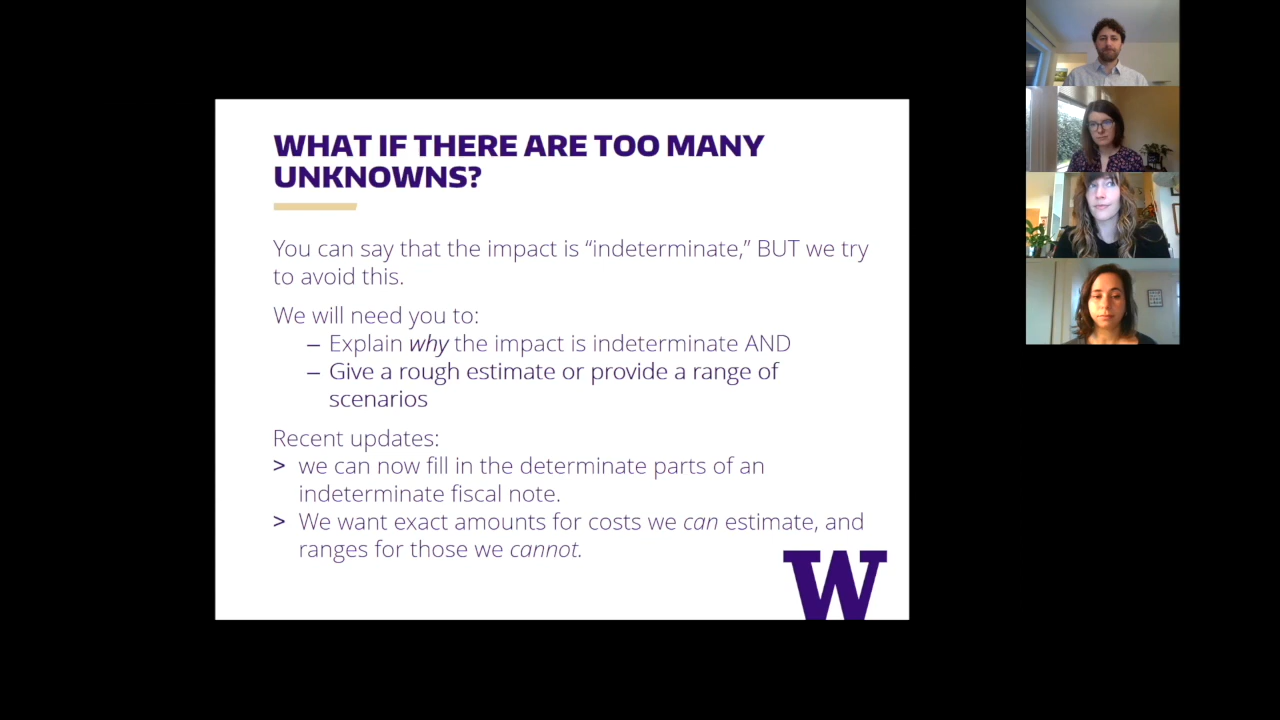 WHAT IF THERE ARE TOO MANY
UNKNOWNS?
You can say that the impact is “indeterminate,” BUT we try
to avoid this.
We will need you to:
– Explain why the impact is indeterminate AND
– Give a rough estimate or provide a range of
scenarios
Recent updates:
> we can now fill in the determinate parts of an
indeterminate fiscal note.
> We want exact amounts for costs we can estimate, and
ranges for those we cannot.
W